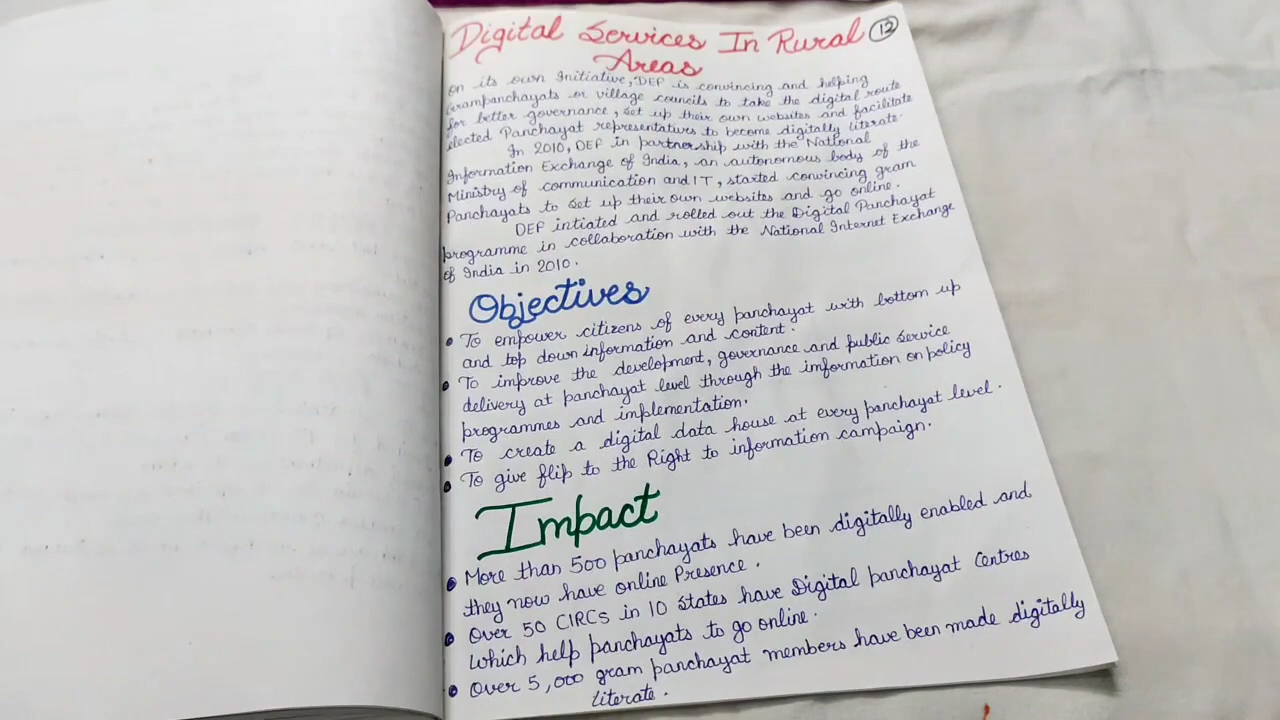 Digital Services In Rural 12
Areas
on its own Initiative, DEF is convincing and helping
Grampanchayats or village councils to take the digital route
for better governance, set up their own websites and facilitate
elected Panchayat representatives to become digitally literate.
In 2010, DEF in partnership with the National
Information Exchange of India, an autonomous body of the
Ministry of communication and IT, started convincing gram
Panchayats to set up their own websites and go online.
DEF intiated and rolled out the Digital Panchayat
programme in collaboration with the National Internet Exchange
of India in 2010.
Objectives
• To empower citizens of every panchayat with bottom up
and top down information and content.
• To improve the development, governance and public service
delivery at panchayat level through the imformation on policy
programmes and implementation.
• To create a digital data house at every panchayat level.
• To give flip to the Right to information campaign.
Impact
• More than 500 panchayats have been digitally enabled and
they now have online Presence.
• Over 50 CIRCs in 10 states have Digital panchayat Centres
which help panchayats to go online.
• Over 5,000 gram panchayat members have been made digitally
literate.